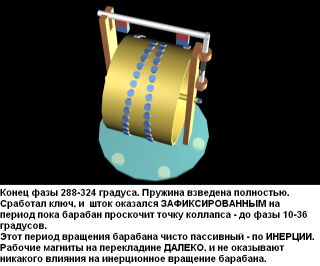 Конец фазы 288-324 градуса. Пружина взведена полностью.
Сработал ключ, и шток оказался ЗАФИКСИРОВАННЫМ на
период пока барабан проскочит точку коллапса - до фазы 10-36
градусов.
Этот период вращения барабана чисто пассивный - по ИНЕРЦИИ.
Рабочие магниты на перекладине ДАЛЕКО, и не оказывают
никакого влияния на инерционное вращение барабана.